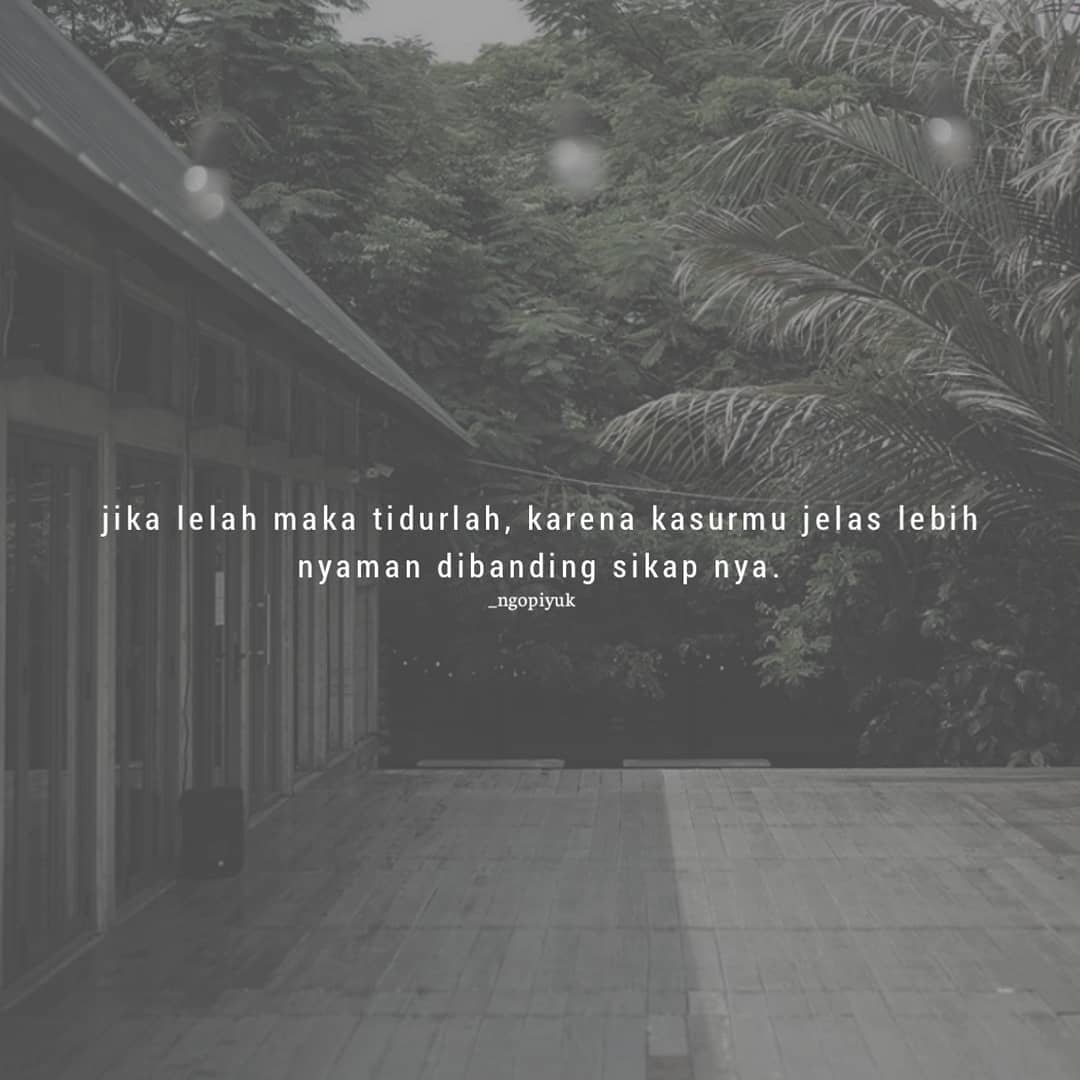 jika lelah maka tidurlah, karena kasurmu jelas lebih
nyaman dibanding sikap nya.
_ngopiyuk